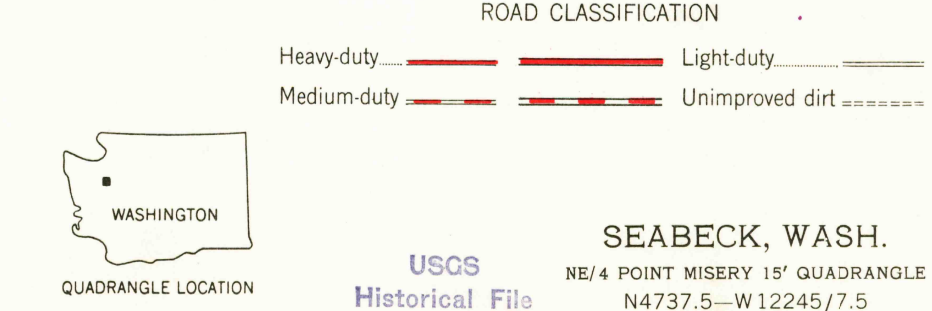 ROAD CLASSIFICATION
Heavy-duty Light-duty
Medium-duty Unimproved dirt
WASHINGTON
QUADRANGLE LOCATION
USGS
Historical File
SEABECK, WASH.
NE/4 POINT MISERY 15' QUADRANGLE
N4737.5—W12245/7.5